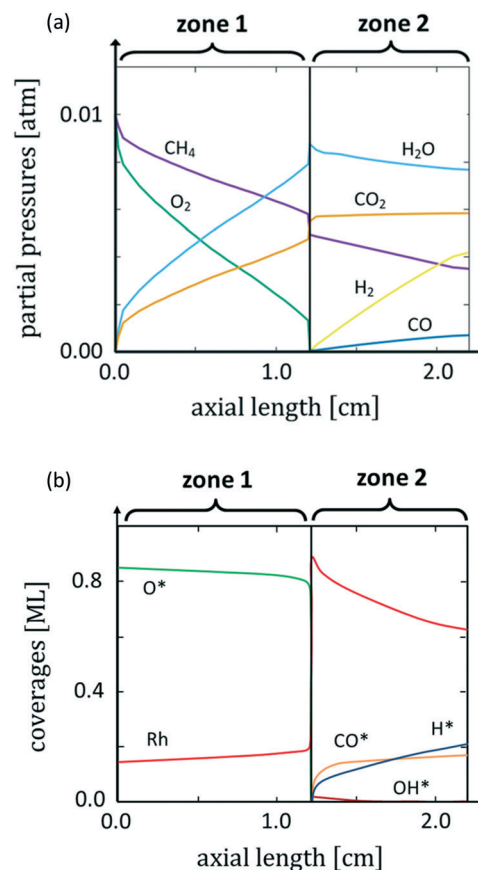 (a)
zone 1 zone 2
partial pressures [atm]
0.01
0.00
CH4
O2
H2O
CO2
H2
CO
0.0 1.0 2.0
axial length [cm]
(b)
zone 1 zone 2
coverages [ML]
0.8
0.4
0.0
O*
Rh
CO*
H*
OH*
0.0 1.0 2.0
axial length [cm]